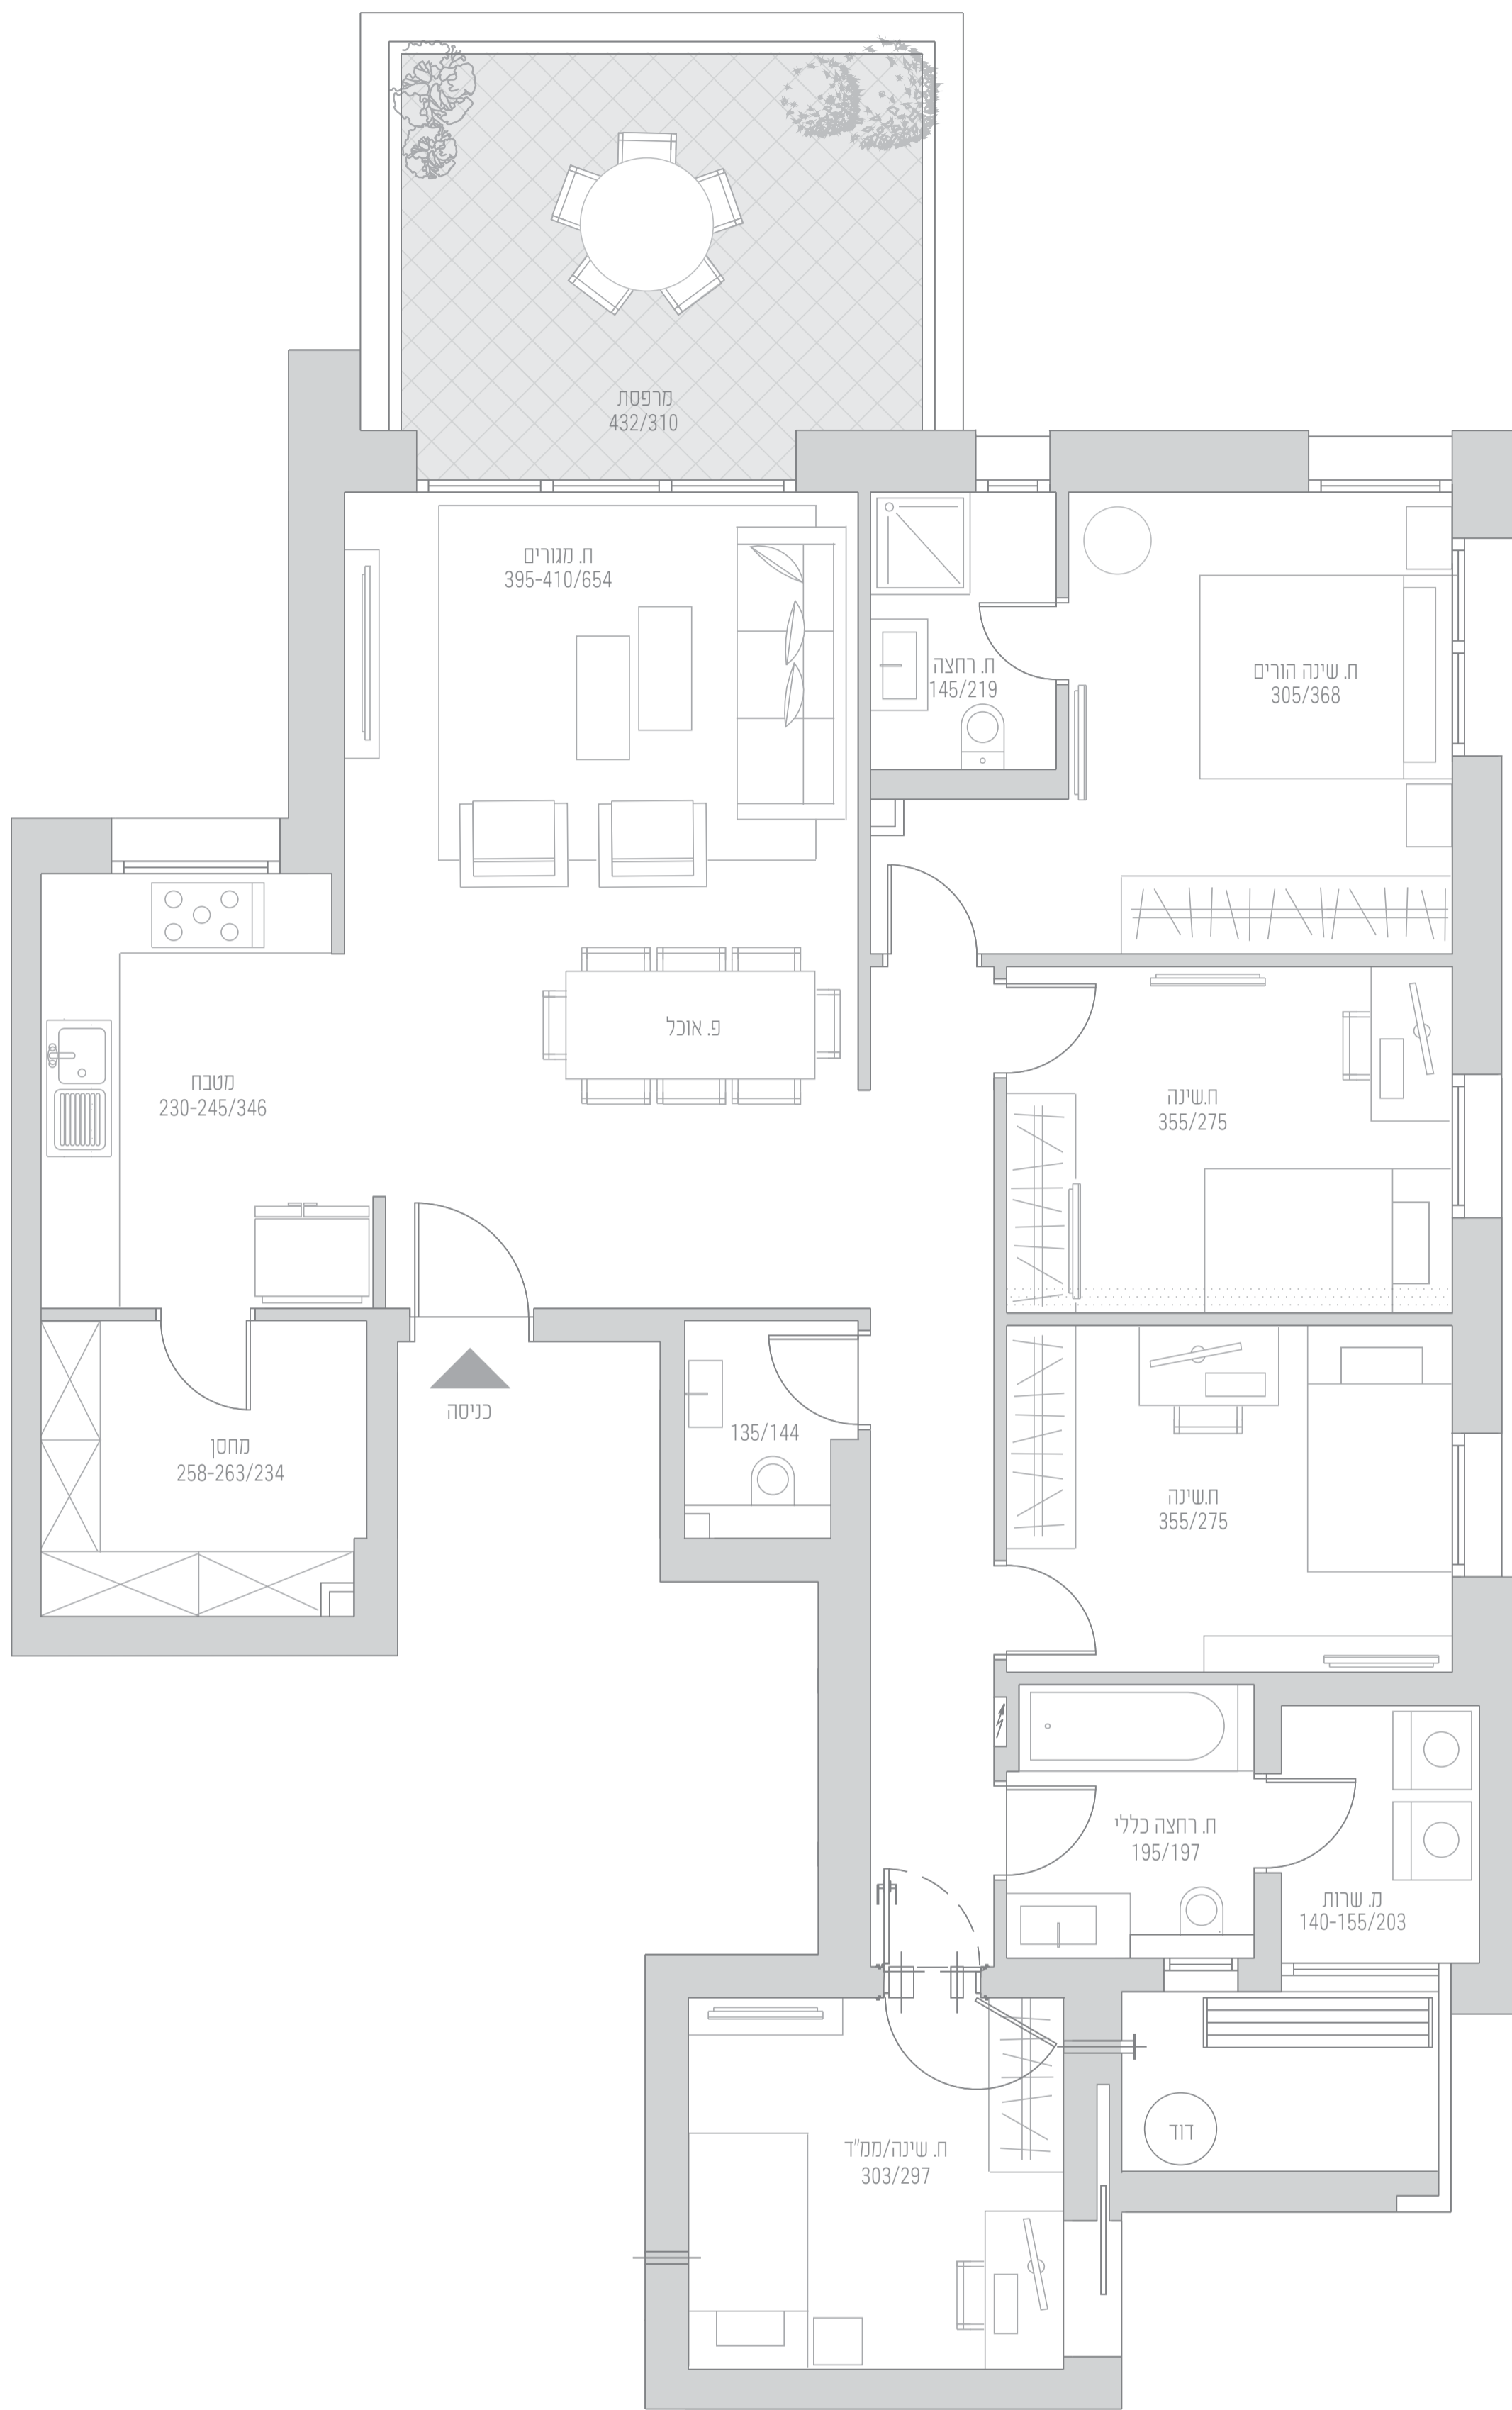 מרפסת
432/310
ח. מגורים
395-410/654
ח. רחצה
145/219
ח. שינה הורים
305/368
פ. אוכל
מטבח
230-245/346
ח.שינה
355/275
כניסה
135/144
מחסן
258-263/234
ח.שינה
355/275
ח. רחצה כללי
195/197
מ. שרות
140-155/203
דוד
ח. שינה/ממ"ד
303/297